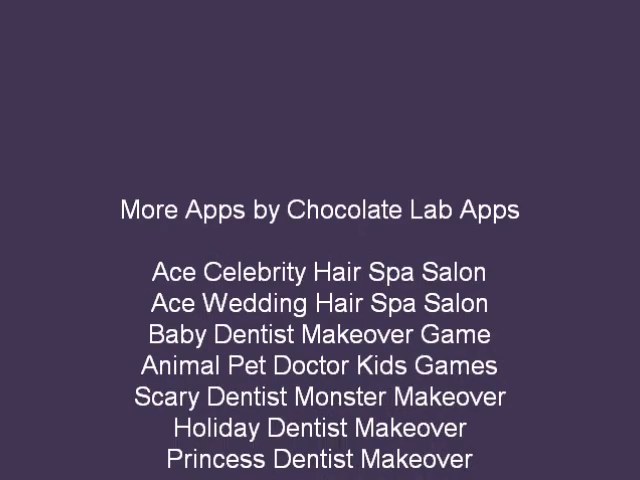 More Apps by Chocolate Lab Apps
Ace Celebrity Hair Spa Salon
Ace Wedding Hair Spa Salon
Baby Dentist Makeover Game
Animal Pet Doctor Kids Games
Scary Dentist Monster Makeover
Holiday Dentist Makeover
Princess Dentist Makeover